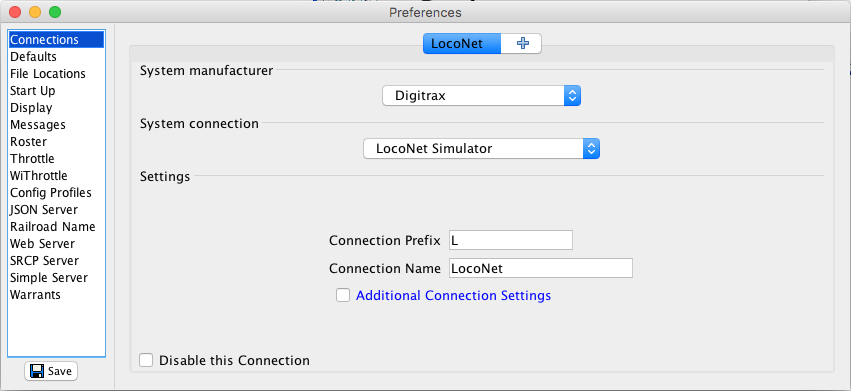 Preferences
Connections
Defaults
File Locations
Start Up
Display
Messages
Roster
Throttle
WiThrottle
Config Profiles
JSON Server
Railroad Name
Web Server
SRCP Server
Simple Server
Warrants
Save
LocoNet
System manufacturer
Digitrax
System connection
LocoNet Simulator
Settings
Connection Prefix L
Connection Name LocoNet
Additional Connection Settings
Disable this Connection